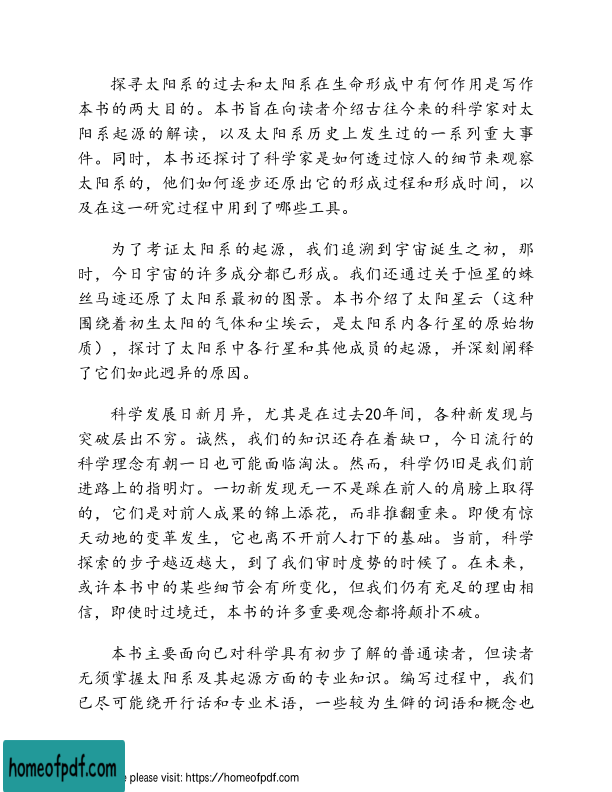 探寻太阳系的过去和太阳系在生命形成中有何作用是写作
本书的两大目的。本书旨在向读者介绍古往今来的科学家对太
阳系起源的解读，以及太阳系历史上发生过的一系列重大事
件。同时，本书还探讨了科学家是如何透过惊人的细节来观察
太阳系的，他们如何逐步还原出它的形成过程和形成时间，以
及在这一研究过程中用到了哪些工具。
为了考证太阳系的起源，我们追溯到宇宙诞生之初，那
时，今日宇宙的许多成分都已形成。我们还通过关于恒星的蛛
丝马迹还原了太阳系最初的图景。本书介绍了太阳星云（这种
围绕着初生太阳的气体和尘埃云，是太阳系内各行星的原始物
质），探讨了太阳系中各行星和其他成员的起源，并深刻阐释
了它们如此迥异的原因。
科学发展日新月异，尤其是在过去20年间，各种新发现与
突破层出不穷。诚然，我们的知识还存在着缺口，今日流行的
科学理念有朝一日也可能面临淘汰。然而，科学仍旧是我们前
进路上的指明灯。一切新发现无一不是踩在前人的肩膀上取得
的，它们是对前人成果的锦上添花，而非推翻重来。即便有惊
天动地的变革发生，它也离不开前人打下的基础。当前，科学
探索的步子越迈越大，到了我们审时度势的时候了。在未来，
或许本书中的某些细节会有所变化，但我们仍有充足的理由相
信，即使时过境迁，本书的许多重要观念都将颠扑不破。
本书主要面向已对科学具有初步了解的普通读者，但读者
无须掌握太阳系及其起源方面的专业知识。编写过程中，我们
已尽可能绕开行话和专业术语，一些较为生僻的词语和概念也
homeofpdf.com
please visit: https://homeofpdf.com